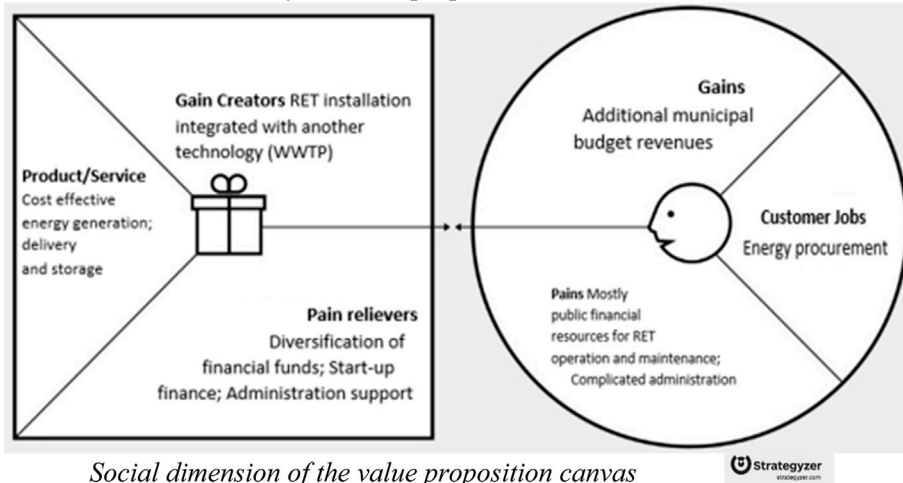 Gain Creators RET installation
integrated with another
technology (WWTP)
Product/Service
Cost effective
energy generation;
delivery
and storage
Pain relievers
Diversification of
financial funds; Start-up
finance; Administration support
Gains
Additional municipal
budget revenues
Customer Jobs
Energy procurement
Pains Mostly
public financial
resources for RET
operation and maintenance;
Complicated administration
Social dimension of the value proposition canvas
Strategyzer
strategyzer.com